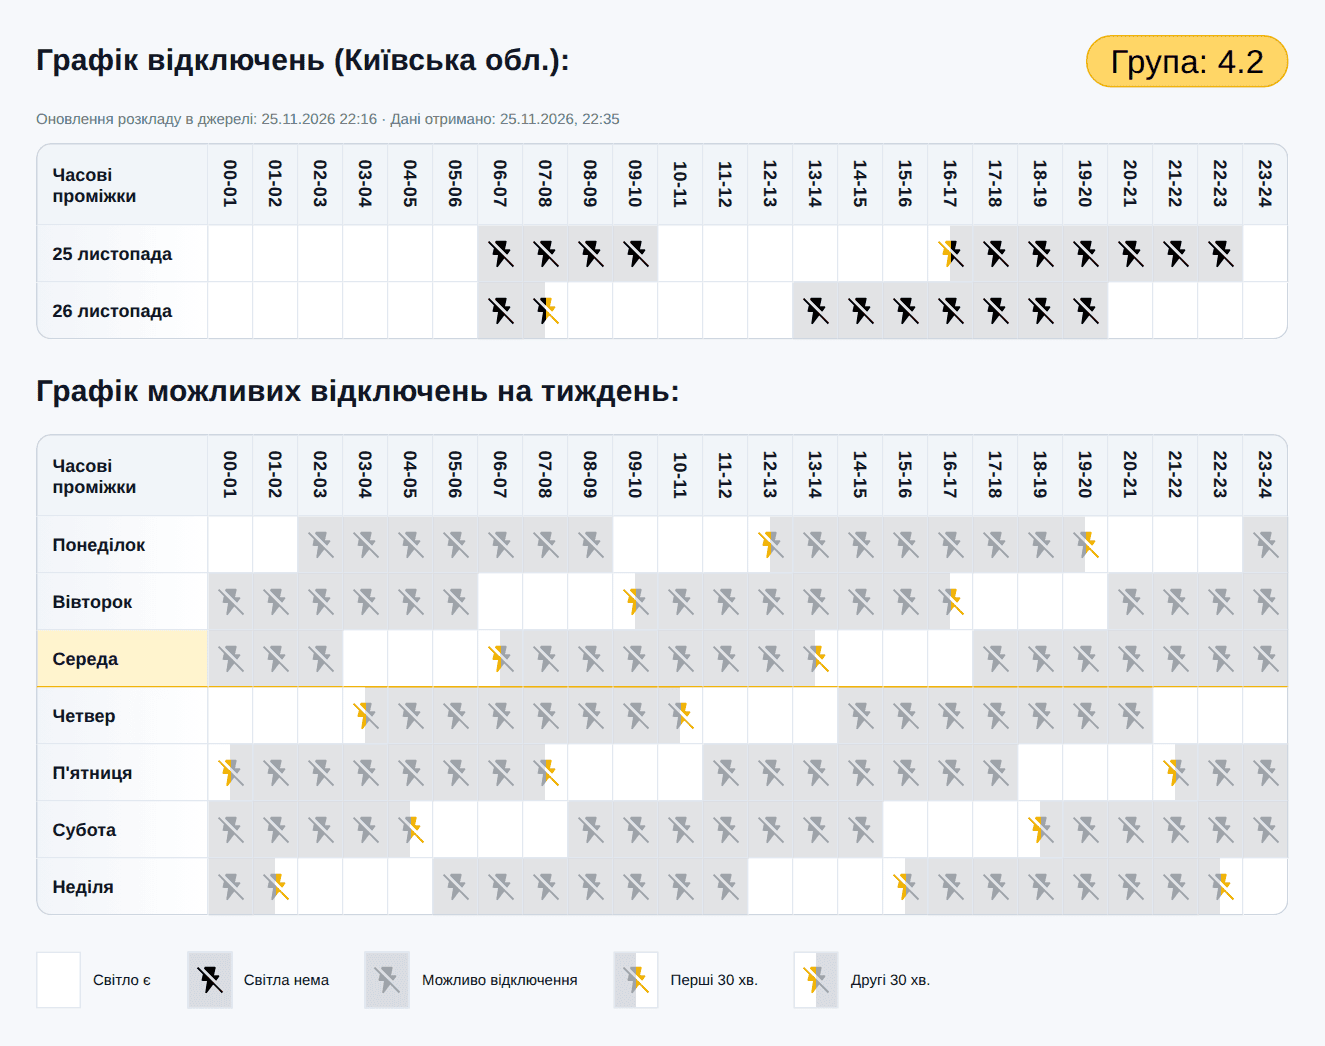 Графік відключень (Київська обл.):
Група: 4.2
Оновлення розкладу в джерелі: 25.11.2026 22:16 · Дані отримано: 25.11.2026, 22:35
Часові
проміжки
00-01 01-02 02-03 03-04 04-05 05-06 06-07 07-08 08-09 09-10 10-11 11-12 12-13 13-14 14-15 15-16 16-17 17-18 18-19 19-20 20-21 21-22 22-23 23-24
25 листопада
26 листопада
Графік можливих відключень на тиждень:
Часові
проміжки
00-01 01-02 02-03 03-04 04-05 05-06 06-07 07-08 08-09 09-10 10-11 11-12 12-13 13-14 14-15 15-16 16-17 17-18 18-19 19-20 20-21 21-22 22-23 23-24
Понеділок
Вівторок
Середа
Четвер
П'ятниця
Субота
Неділя
Світло є
Світла нема
Можливо відключення
Перші 30 хв.
Другі 30 хв.